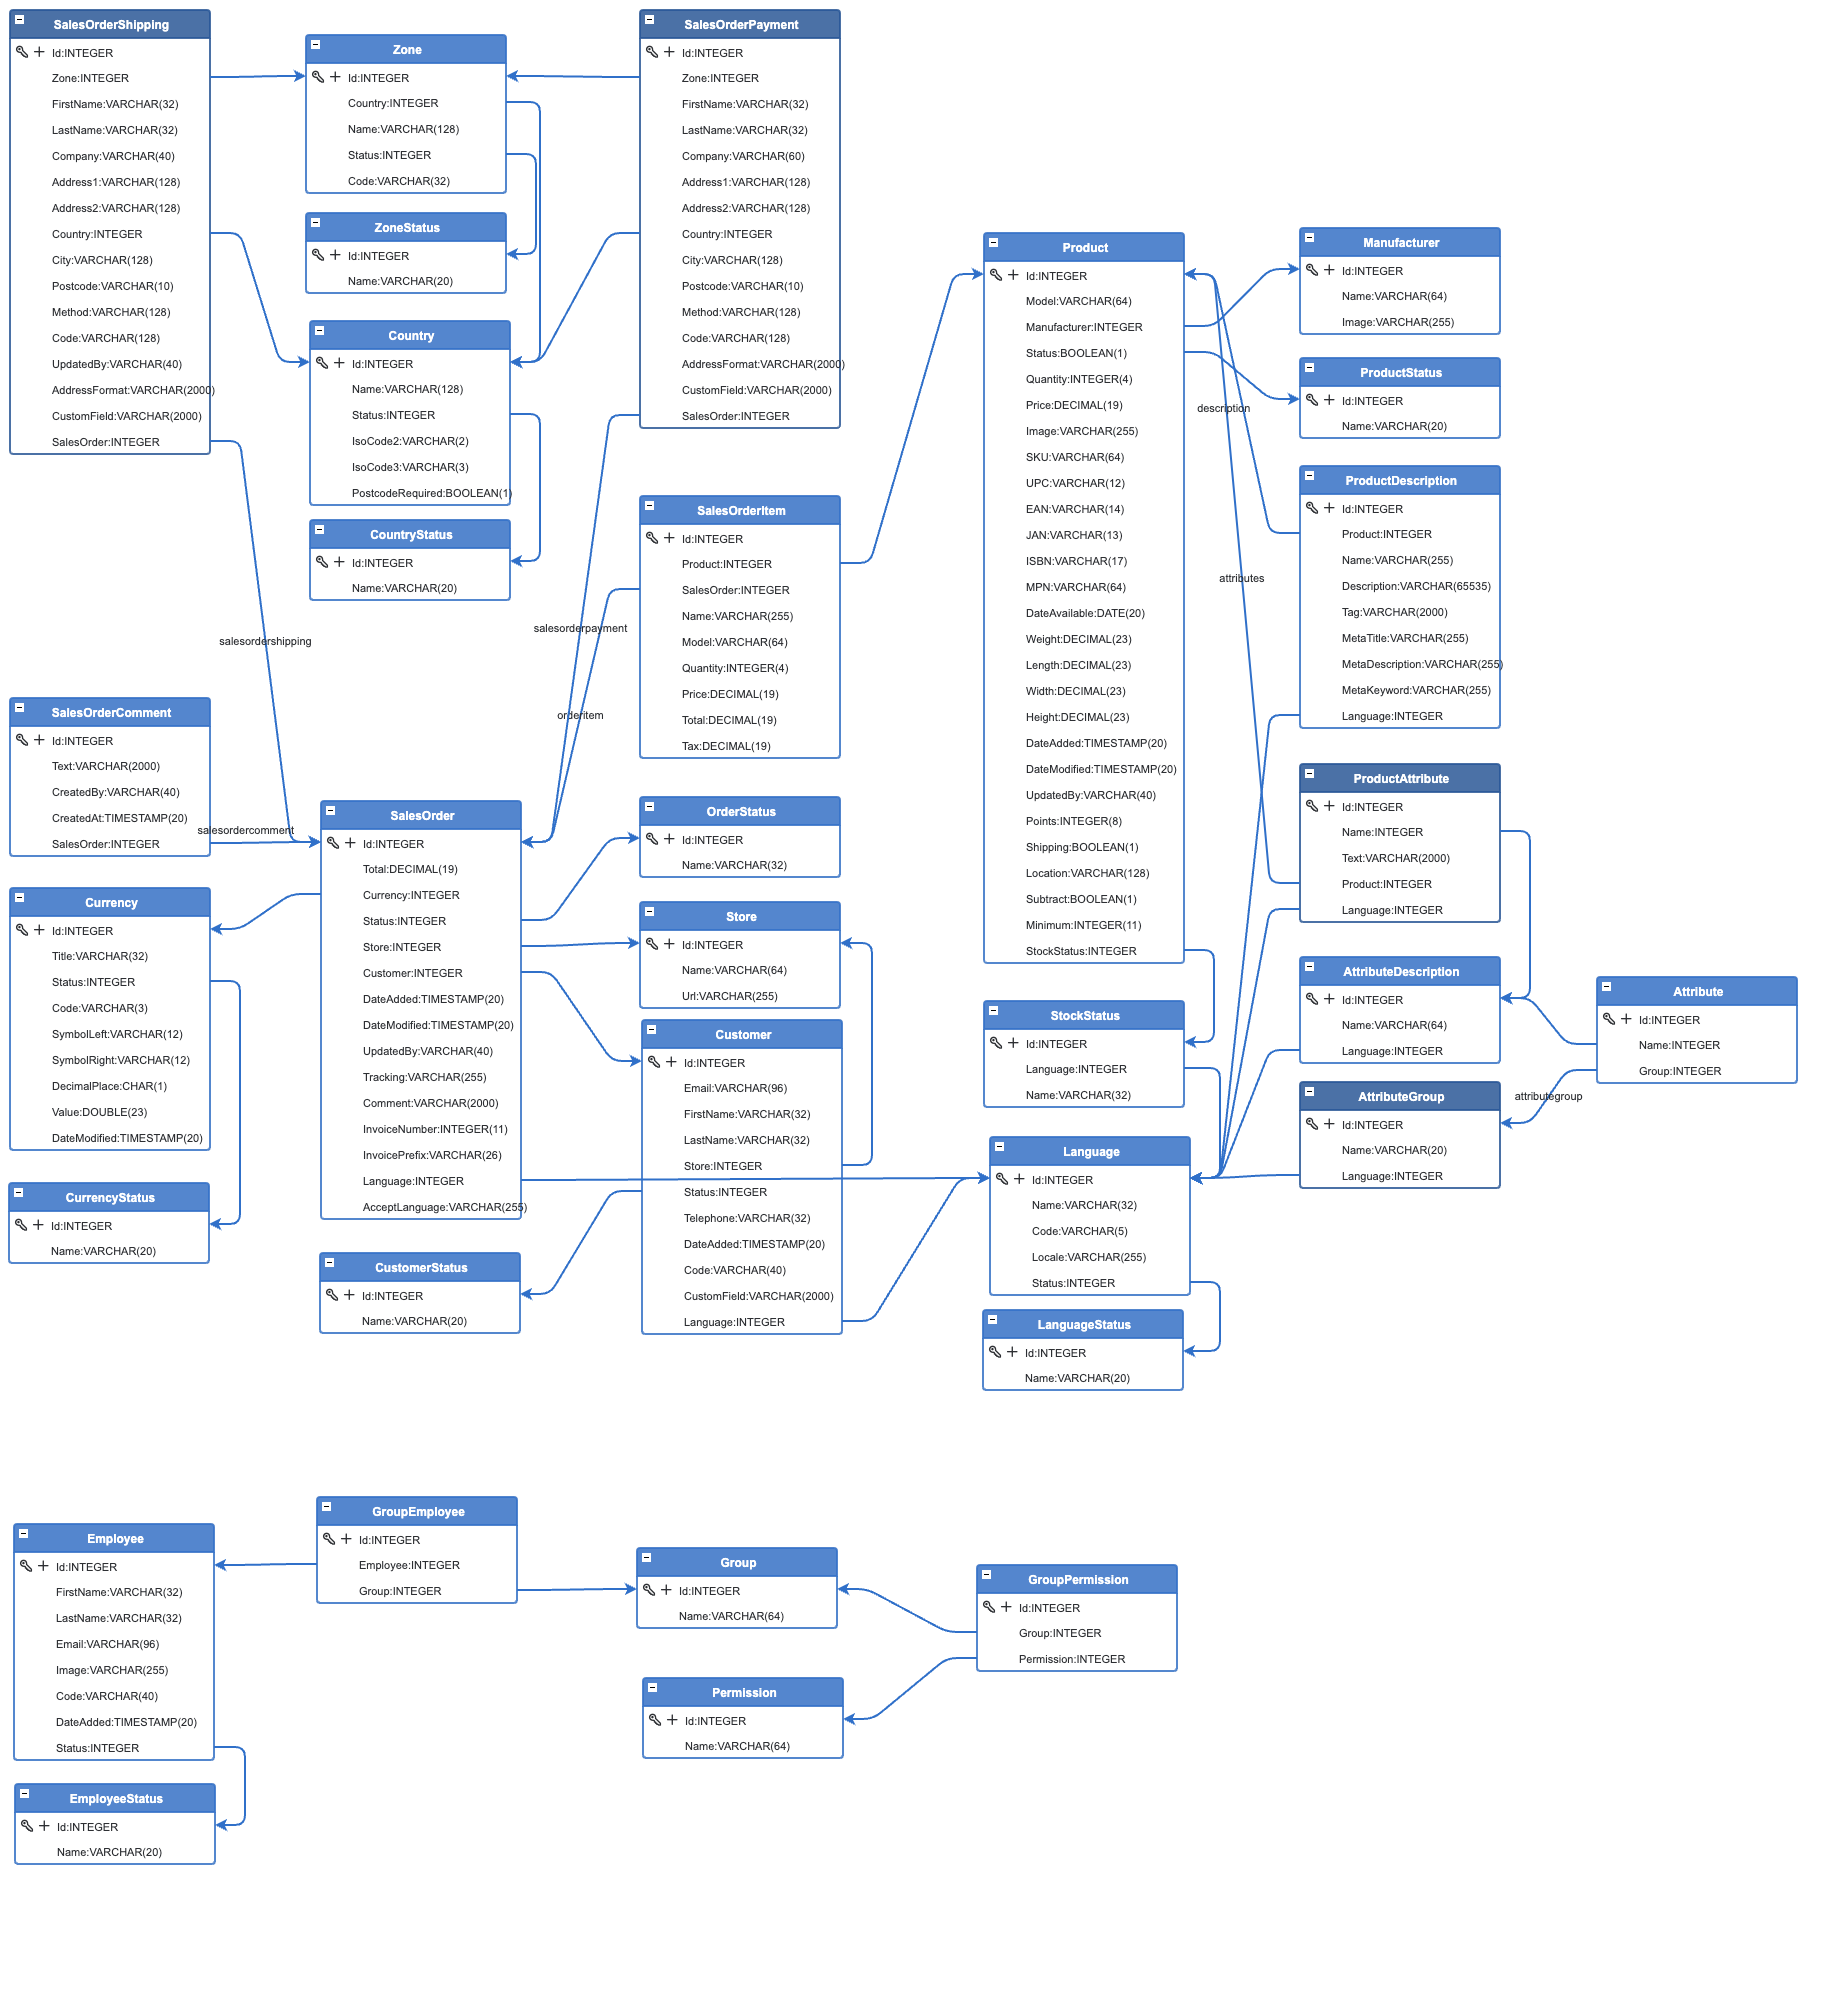 SalesOrderShipping
Id:INTEGER
Zone:INTEGER
FirstName:VARCHAR(32)
LastName:VARCHAR(32)
Company:VARCHAR(40)
Address1:VARCHAR(128)
Address2:VARCHAR(128)
Country:INTEGER
City:VARCHAR(128)
Postcode:VARCHAR(10)
Method:VARCHAR(128)
Code:VARCHAR(128)
UpdatedBy:VARCHAR(40)
AddressFormat:VARCHAR(2000)
CustomField:VARCHAR(2000)
SalesOrder:INTEGER
Zone
Id:INTEGER
Country:INTEGER
Name:VARCHAR(128)
Status:INTEGER
Code:VARCHAR(32)
ZoneStatus
Id:INTEGER
Name:VARCHAR(20)
Country
Id:INTEGER
Name:VARCHAR(128)
Status:INTEGER
IsoCode2:VARCHAR(2)
IsoCode3:VARCHAR(3)
PostcodeRequired:BOOLEAN(1)
CountryStatus
Id:INTEGER
Name:VARCHAR(20)
SalesOrderPayment
Id:INTEGER
Zone:INTEGER
FirstName:VARCHAR(32)
LastName:VARCHAR(32)
Company:VARCHAR(60)
Address1:VARCHAR(128)
Address2:VARCHAR(128)
Country:INTEGER
City:VARCHAR(128)
Postcode:VARCHAR(10)
Method:VARCHAR(128)
Code:VARCHAR(128)
AddressFormat:VARCHAR(2000)
CustomField:VARCHAR(2000)
SalesOrder:INTEGER
SalesOrderItem
Id:INTEGER
Product:INTEGER
SalesOrder:INTEGER
Name:VARCHAR(255)
Model:VARCHAR(64)
Quantity:INTEGER(4)
Price:DECIMAL(19)
Total:DECIMAL(19)
Tax:DECIMAL(19)
Product
Id:INTEGER
Model:VARCHAR(64)
Manufacturer:INTEGER
Status:BOOLEAN(1)
Quantity:INTEGER(4)
Price:DECIMAL(19)
Image:VARCHAR(255)
SKU:VARCHAR(64)
UPC:VARCHAR(12)
EAN:VARCHAR(14)
JAN:VARCHAR(13)
ISBN:VARCHAR(17)
MPN:VARCHAR(64)
DateAvailable:DATE(20)
Weight:DECIMAL(23)
Length:DECIMAL(23)
Width:DECIMAL(23)
Height:DECIMAL(23)
DateAdded:TIMESTAMP(20)
DateModified:TIMESTAMP(20)
UpdatedBy:VARCHAR(40)
Points:INTEGER(8)
Shipping:BOOLEAN(1)
Location:VARCHAR(128)
Subtract:BOOLEAN(1)
Minimum:INTEGER(11)
StockStatus:INTEGER
Manufacturer
Id:INTEGER
Name:VARCHAR(64)
Image:VARCHAR(255)
ProductStatus
Id:INTEGER
Name:VARCHAR(20)
description
ProductDescription
Id:INTEGER
Product:INTEGER
Name:VARCHAR(255)
Description:VARCHAR(65535)
Tag:VARCHAR(2000)
MetaTitle:VARCHAR(255)
MetaDescription:VARCHAR(255)
MetaKeyword:VARCHAR(255)
Language:INTEGER
attributes
ProductAttribute
Id:INTEGER
Name:INTEGER
Text:VARCHAR(2000)
Product:INTEGER
Language:INTEGER
AttributeDescription
Id:INTEGER
Name:VARCHAR(64)
Language:INTEGER
Attribute
Id:INTEGER
Name:INTEGER
Group:INTEGER
attributegroup
AttributeGroup
Id:INTEGER
Name:VARCHAR(20)
Language:INTEGER
salesordershipping
salesorderpayment
orderitem
SalesOrderComment
Id:INTEGER
Text:VARCHAR(2000)
CreatedBy:VARCHAR(40)
CreatedAt:TIMESTAMP(20)
SalesOrder:INTEGER
salesordercomment
Currency
Id:INTEGER
Title:VARCHAR(32)
Status:INTEGER
Code:VARCHAR(3)
SymbolLeft:VARCHAR(12)
SymbolRight:VARCHAR(12)
DecimalPlace:CHAR(1)
Value:DOUBLE(23)
DateModified:TIMESTAMP(20)
CurrencyStatus
Id:INTEGER
Name:VARCHAR(20)
SalesOrder
Id:INTEGER
Total:DECIMAL(19)
Currency:INTEGER
Status:INTEGER
Store:INTEGER
Customer:INTEGER
DateAdded:TIMESTAMP(20)
DateModified:TIMESTAMP(20)
UpdatedBy:VARCHAR(40)
Tracking:VARCHAR(255)
Comment:VARCHAR(2000)
InvoiceNumber:INTEGER(11)
InvoicePrefix:VARCHAR(26)
Language:INTEGER
AcceptLanguage:VARCHAR(255)
CustomerStatus
Id:INTEGER
Name:VARCHAR(20)
OrderStatus
Id:INTEGER
Name:VARCHAR(32)
Store
Id:INTEGER
Name:VARCHAR(64)
Url:VARCHAR(255)
Customer
Id:INTEGER
Email:VARCHAR(96)
FirstName:VARCHAR(32)
LastName:VARCHAR(32)
Store:INTEGER
Status:INTEGER
Telephone:VARCHAR(32)
DateAdded:TIMESTAMP(20)
Code:VARCHAR(40)
CustomField:VARCHAR(2000)
Language:INTEGER
StockStatus
Id:INTEGER
Language:INTEGER
Name:VARCHAR(32)
Language
Id:INTEGER
Name:VARCHAR(32)
Code:VARCHAR(5)
Locale:VARCHAR(255)
Status:INTEGER
LanguageStatus
Id:INTEGER
Name:VARCHAR(20)
Employee
Id:INTEGER
FirstName:VARCHAR(32)
LastName:VARCHAR(32)
Email:VARCHAR(96)
Image:VARCHAR(255)
Code:VARCHAR(40)
DateAdded:TIMESTAMP(20)
Status:INTEGER
EmployeeStatus
Id:INTEGER
Name:VARCHAR(20)
GroupEmployee
Id:INTEGER
Employee:INTEGER
Group:INTEGER
Group
Id:INTEGER
Name:VARCHAR(64)
Permission
Id:INTEGER
Name:VARCHAR(64)
GroupPermission
Id:INTEGER
Group:INTEGER
Permission:INTEGER